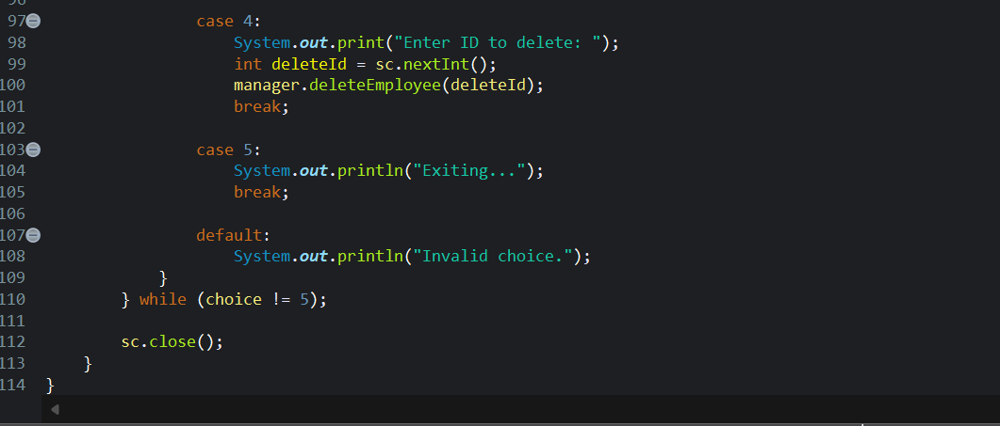 96
97 case 4:
98 System.out.print("Enter ID to delete: ");
99 int deleteId = sc.nextInt();
100 manager.deleteEmployee(deleteId);
101 break;
102
103 case 5:
104 System.out.println("Exiting...");
105 break;
106
107 default:
108 System.out.println("Invalid choice.");
109 }
110 } while (choice != 5);
111
112 sc.close();
113 }
114 }